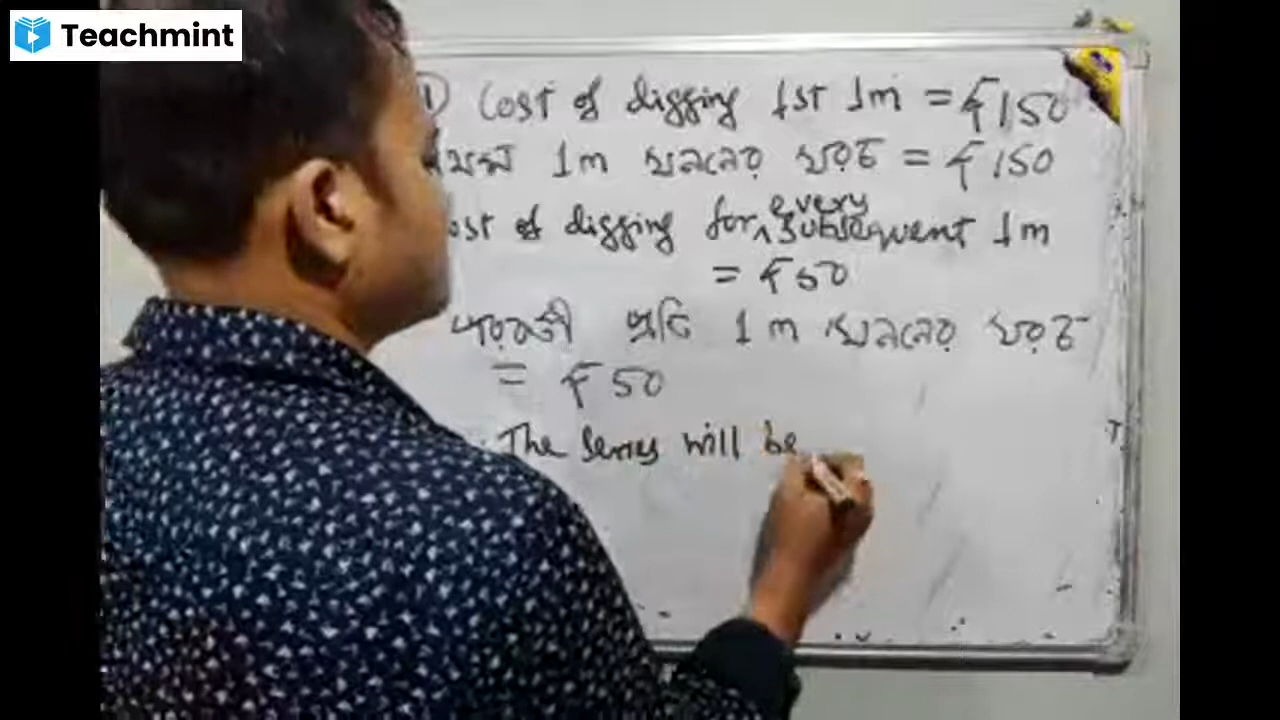 Teachmint
1) Cost of digging 1st 1m = ₹150
1m খননের খরচ = ₹150
ost of digging for every subsequent 1m
= ₹50
পরবর্তী প্রতি 1m খননের খরচ
= ₹50
The series will be